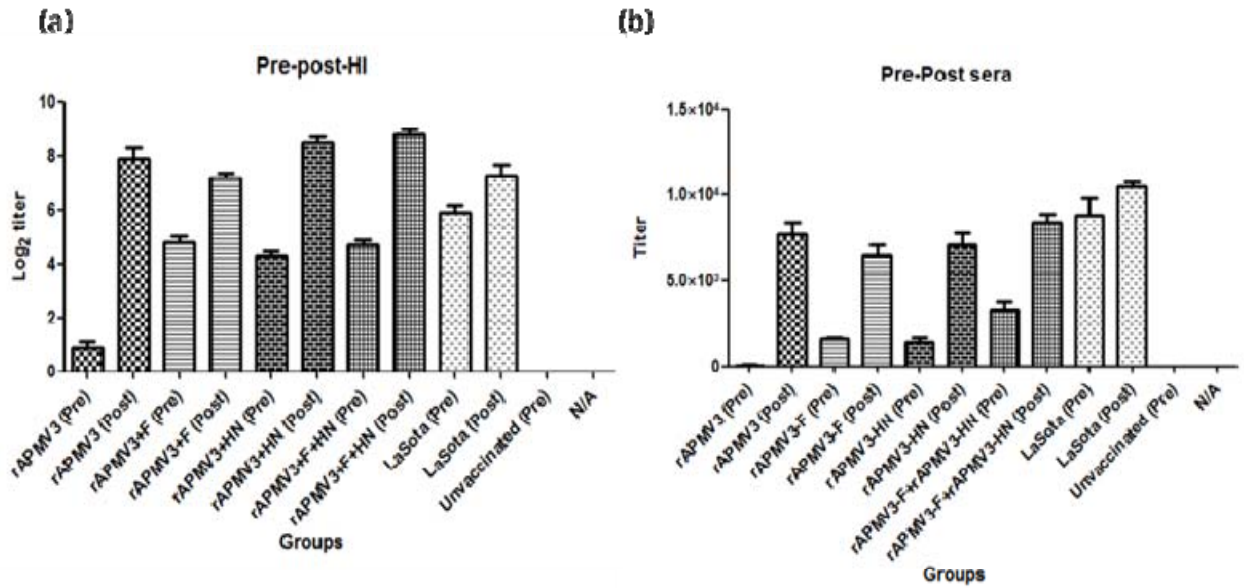 (a)
Pre-post-HI
Log₂ titer
10
8
6
4
2
0
rAPMV3 (Pre)
rAPMV3 (Post)
rAPMV3+F (Pre)
rAPMV3+F (Post)
rAPMV3+HN (Pre)
rAPMV3+HN (Post)
rAPMV3+F+HN (Pre)
rAPMV3+F+HN (Post)
LaSota (Pre)
LaSota (Post)
Unvaccinated (Pre)
N/A
Groups
(b)
Pre-Post sera
Titer
1.5×10⁴
1.0×10⁴
5.0×10³
0
rAPMV3 (Pre)
rAPMV3 (Post)
rAPMV3-F (Pre)
rAPMV3-F (Post)
rAPMV3-HN (Pre)
rAPMV3-HN (Post)
rAPMV3-F+rAPMV3-HN (Pre)
rAPMV3-F+rAPMV3-HN (Post)
LaSota (Pre)
LaSota (Post)
Unvaccinated (Pre)
N/A
Groups